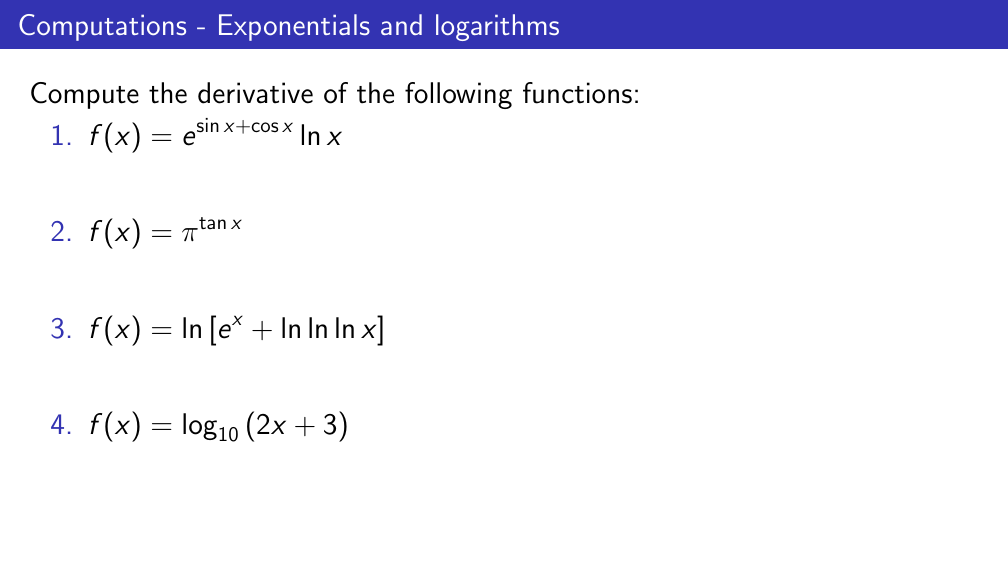 Computations - Exponentials and logarithms
Compute the derivative of the following functions:
1. f(x) = e^{sin x+cos x} ln x
2. f(x) = π^{tan x}
3. f(x) = ln [e^x + ln ln ln x]
4. f(x) = log_{10} (2x + 3)